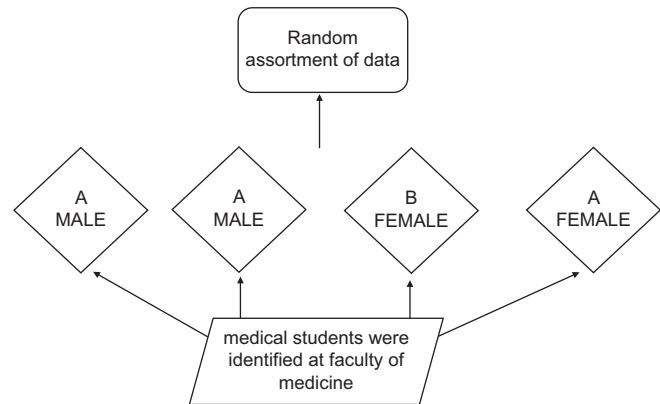 Random
assortment of data
A
MALE
A
MALE
B
FEMALE
A
FEMALE
medical students were
identified at faculty of
medicine